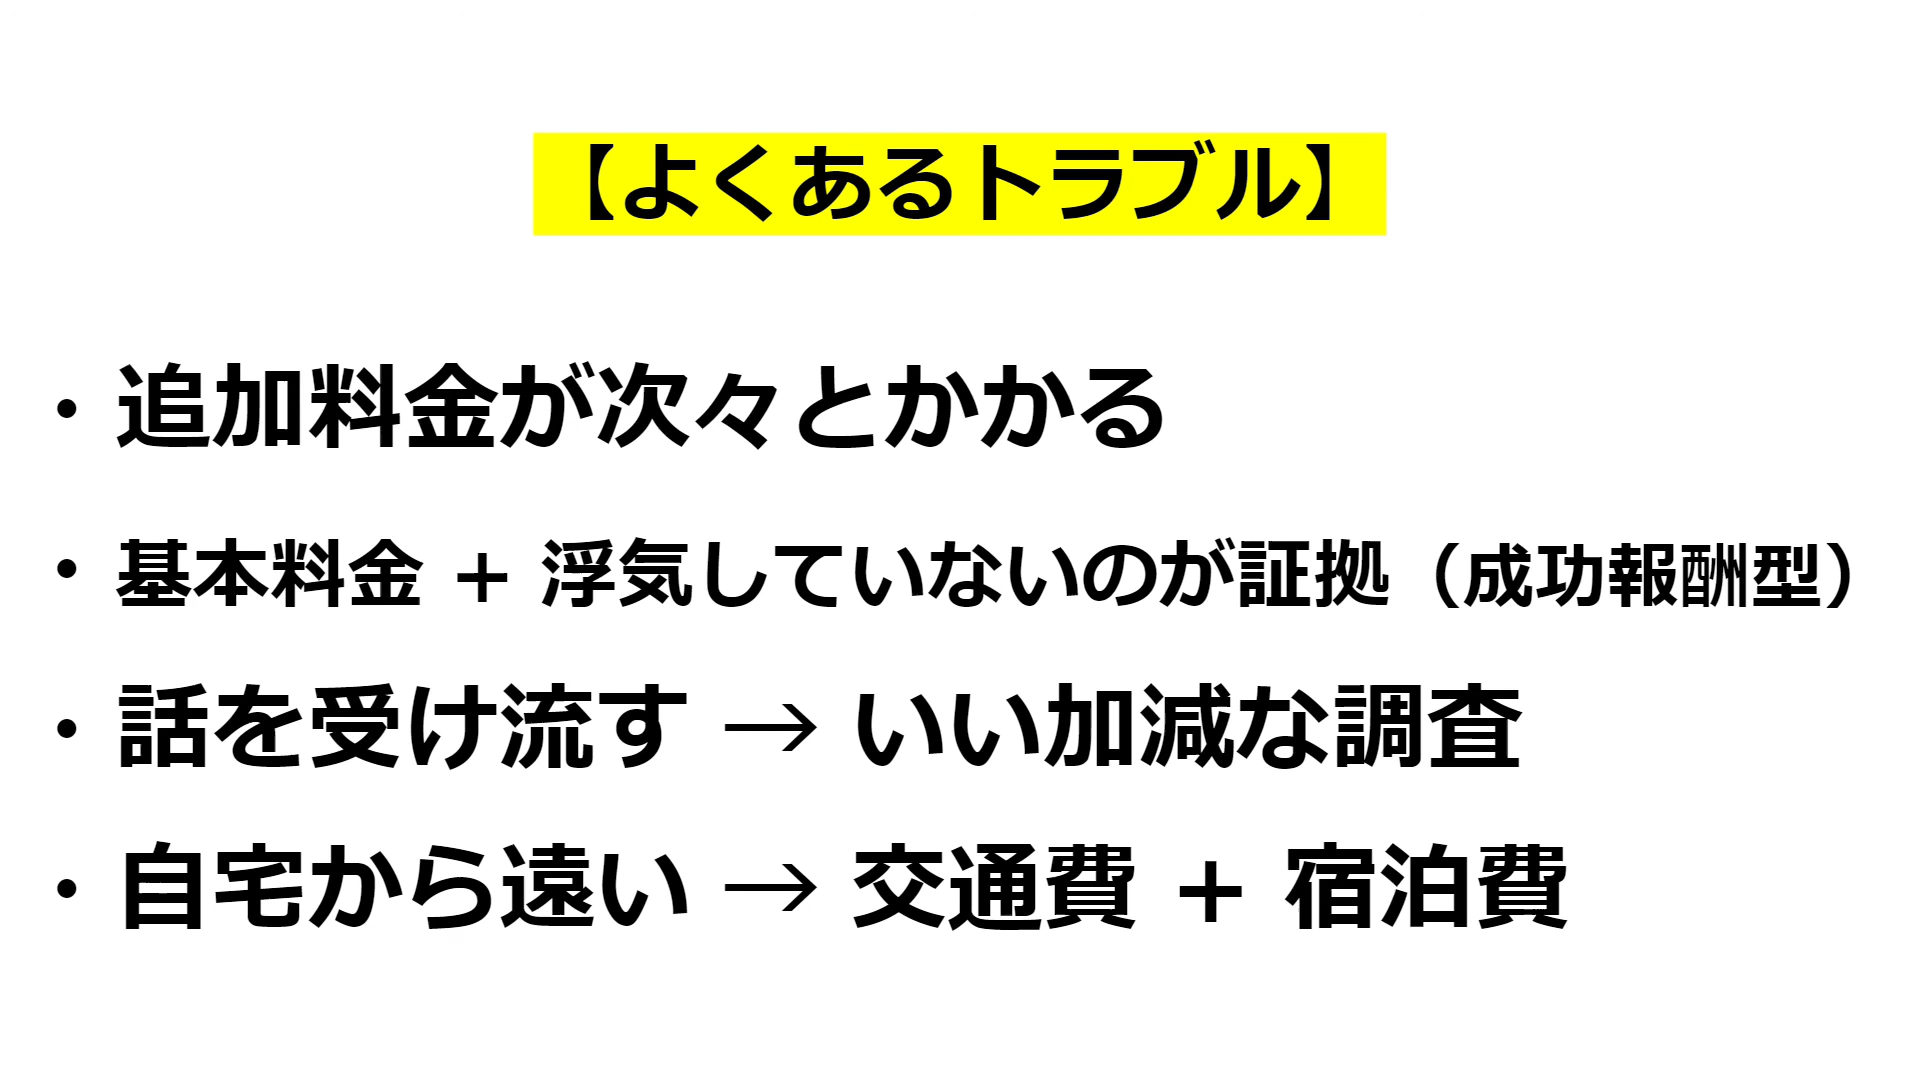 【よくあるトラブル】
・追加料金が次々とかかる
・基本料金 + 浮気していないのが証拠（成功報酬型）
・話を受け流す → いい加減な調査
・自宅から遠い → 交通費 + 宿泊費